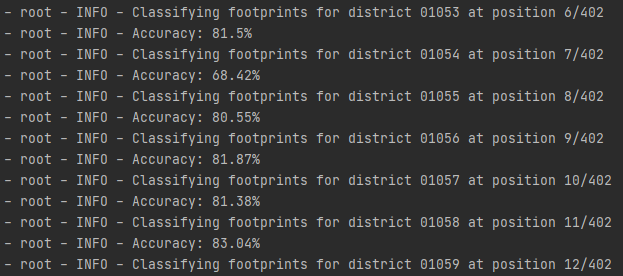 - root - INFO - Classifying footprints for district 01053 at position 6/402
- root - INFO - Accuracy: 81.5%
- root - INFO - Classifying footprints for district 01054 at position 7/402
- root - INFO - Accuracy: 68.42%
- root - INFO - Classifying footprints for district 01055 at position 8/402
- root - INFO - Accuracy: 80.55%
- root - INFO - Classifying footprints for district 01056 at position 9/402
- root - INFO - Accuracy: 81.87%
- root - INFO - Classifying footprints for district 01057 at position 10/402
- root - INFO - Accuracy: 81.38%
- root - INFO - Classifying footprints for district 01058 at position 11/402
- root - INFO - Accuracy: 83.04%
- root - INFO - Classifying footprints for district 01059 at position 12/402